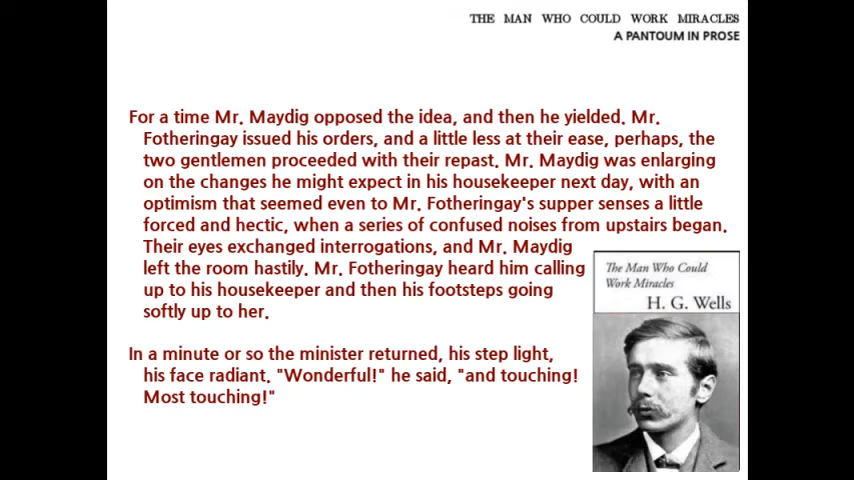 THE MAN WHO COULD WORK MIRACLES
A PANTOUM IN PROSE
For a time Mr. Maydig opposed the idea, and then he yielded. Mr.
Fotheringay issued his orders, and a little less at their ease, perhaps, the
two gentlemen proceeded with their repast. Mr. Maydig was enlarging
on the changes he might expect in his housekeeper next day, with an
optimism that seemed even to Mr. Fotheringay's supper senses a little
forced and hectic, when a series of confused noises from upstairs began.
Their eyes exchanged interrogations, and Mr. Maydig
left the room hastily. Mr. Fotheringay heard him calling
up to his housekeeper and then his footsteps going
softly up to her.
In a minute or so the minister returned, his step light,
his face radiant. "Wonderful!" he said, "and touching!
Most touching!"
The Man Who Could
Work Miracles
H. G. Wells